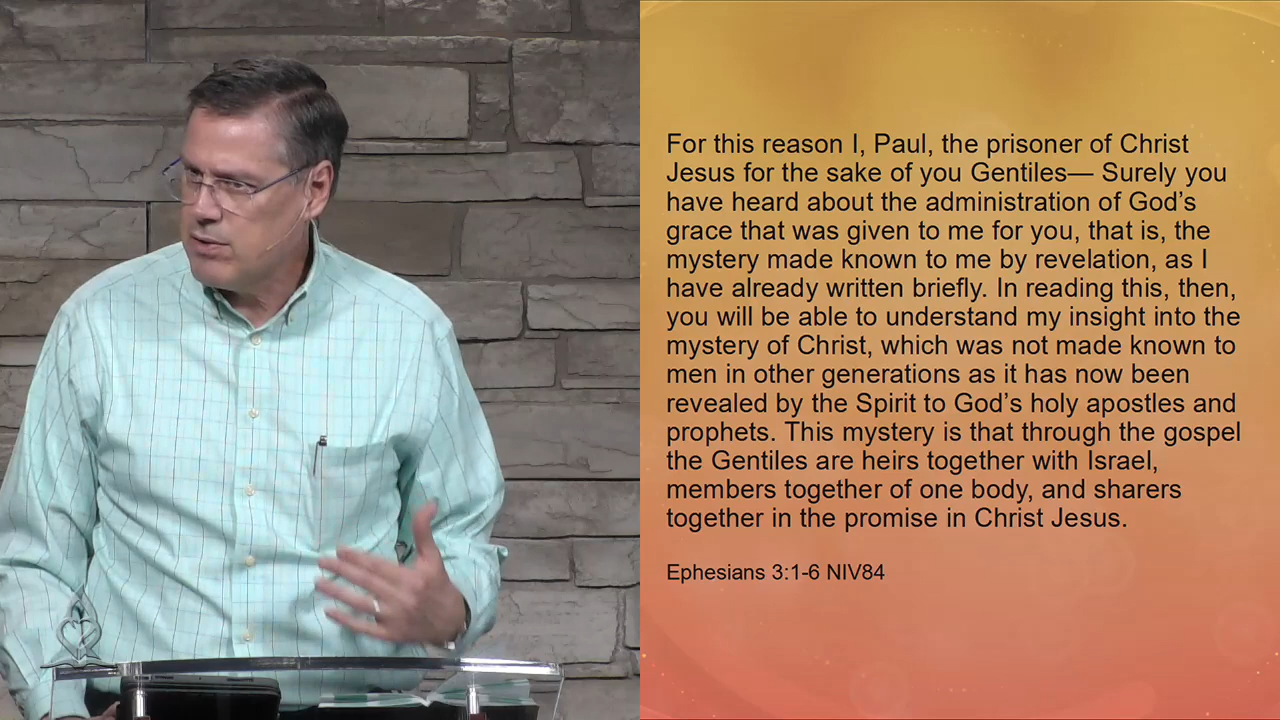 For this reason I, Paul, the prisoner of Christ
Jesus for the sake of you Gentiles— Surely you
have heard about the administration of God’s
grace that was given to me for you, that is, the
mystery made known to me by revelation, as I
have already written briefly. In reading this, then,
you will be able to understand my insight into the
mystery of Christ, which was not made known to
men in other generations as it has now been
revealed by the Spirit to God’s holy apostles and
prophets. This mystery is that through the gospel
the Gentiles are heirs together with Israel,
members together of one body, and sharers
together in the promise in Christ Jesus.
Ephesians 3:1-6 NIV84